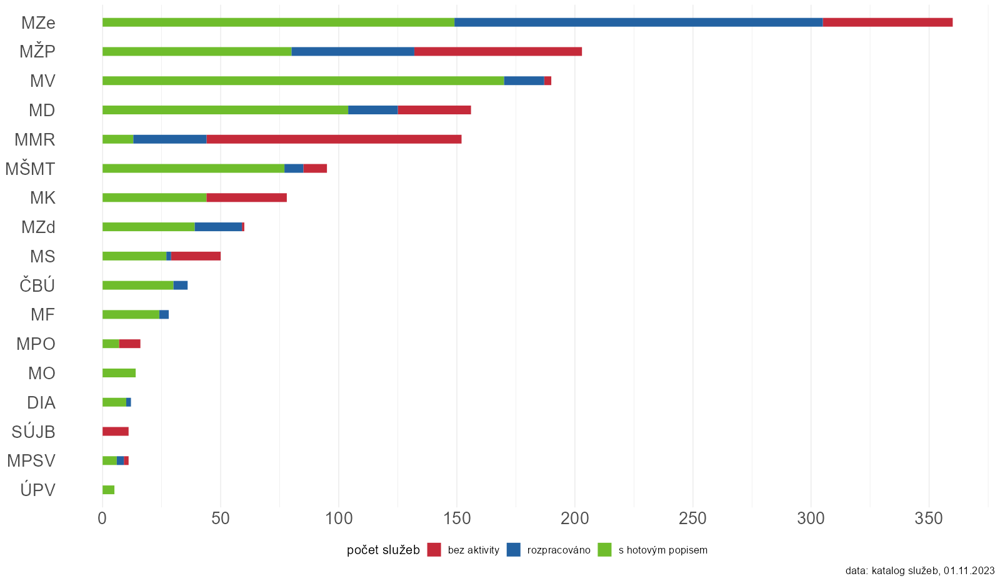 MZe
MŽP
MV
MD
MMR
MŠMT
MK
MZd
MS
ČBÚ
MF
MPO
MO
DIA
SÚJB
MPSV
ÚPV
0 50 100 150 200 250 300 350
počet služeb bez aktivity rozpracováno s hotovým popisem
data: katalog služeb, 01.11.2023